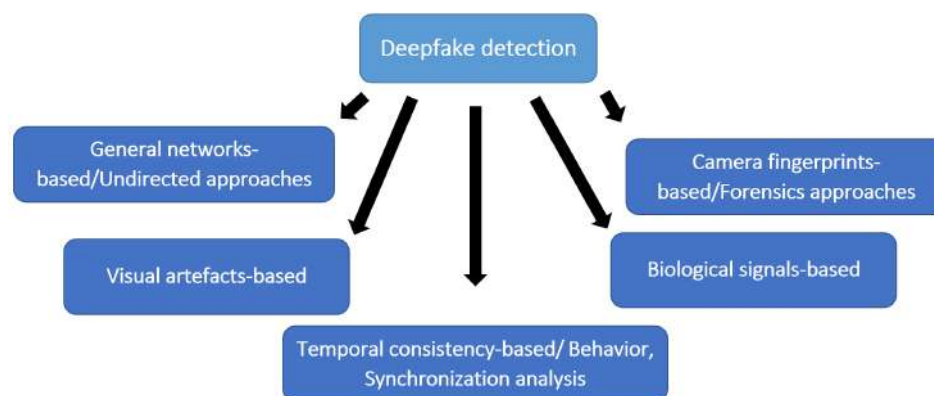 Deepfake detection
General networks-
based/Undirected approaches
Camera fingerprints-
based/Forensics approaches
Visual artefacts-based
Biological signals-based
Temporal consistency-based/ Behavior,
Synchronization analysis